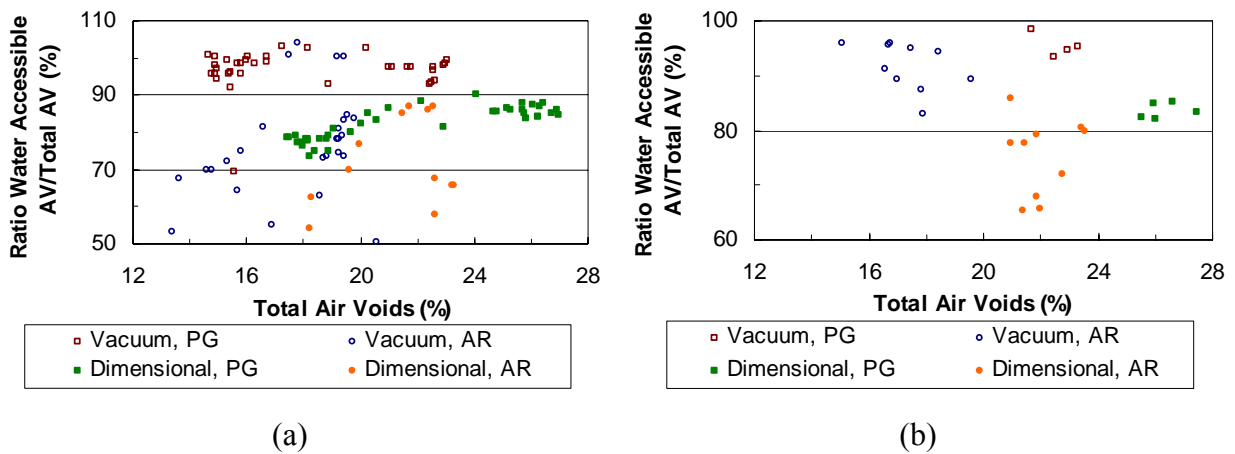 Ratio Water Accessible
AV/Total AV (%)
110
90
70
50
12
16
20
24
28
Total Air Voids (%)
Vacuum, PG
Vacuum, AR
Dimensional, PG
Dimensional, AR
(a)
Ratio Water Accessible
AV/Total AV (%)
100
80
60
12
16
20
24
28
Total Air Voids (%)
Vacuum, PG
Vacuum, AR
Dimensional, PG
Dimensional, AR
(b)